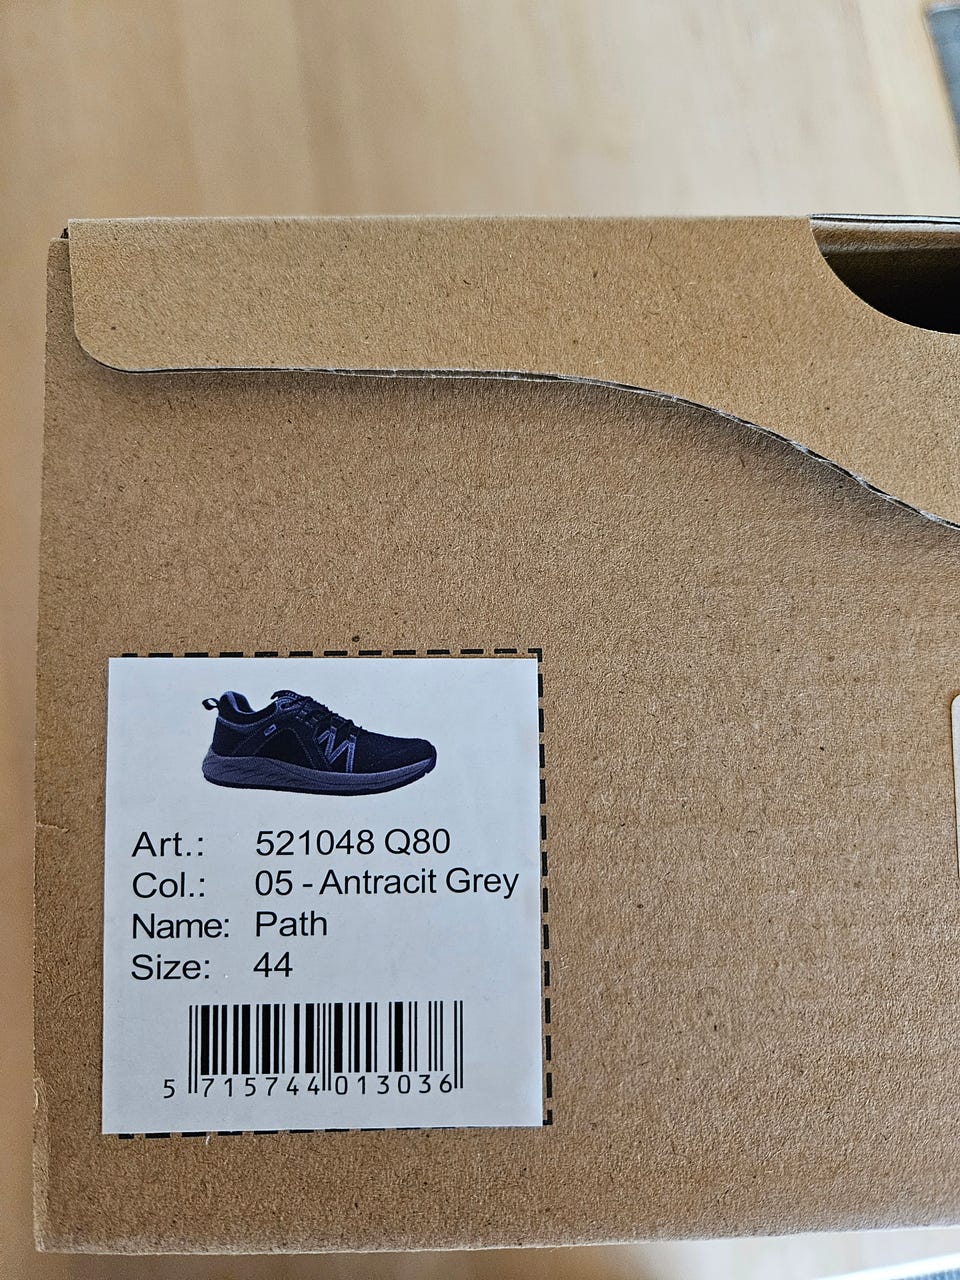 Art.: 521048 Q80
Col.: 05 - Antracit Grey
Name: Path
Size: 44
5 715744 013036